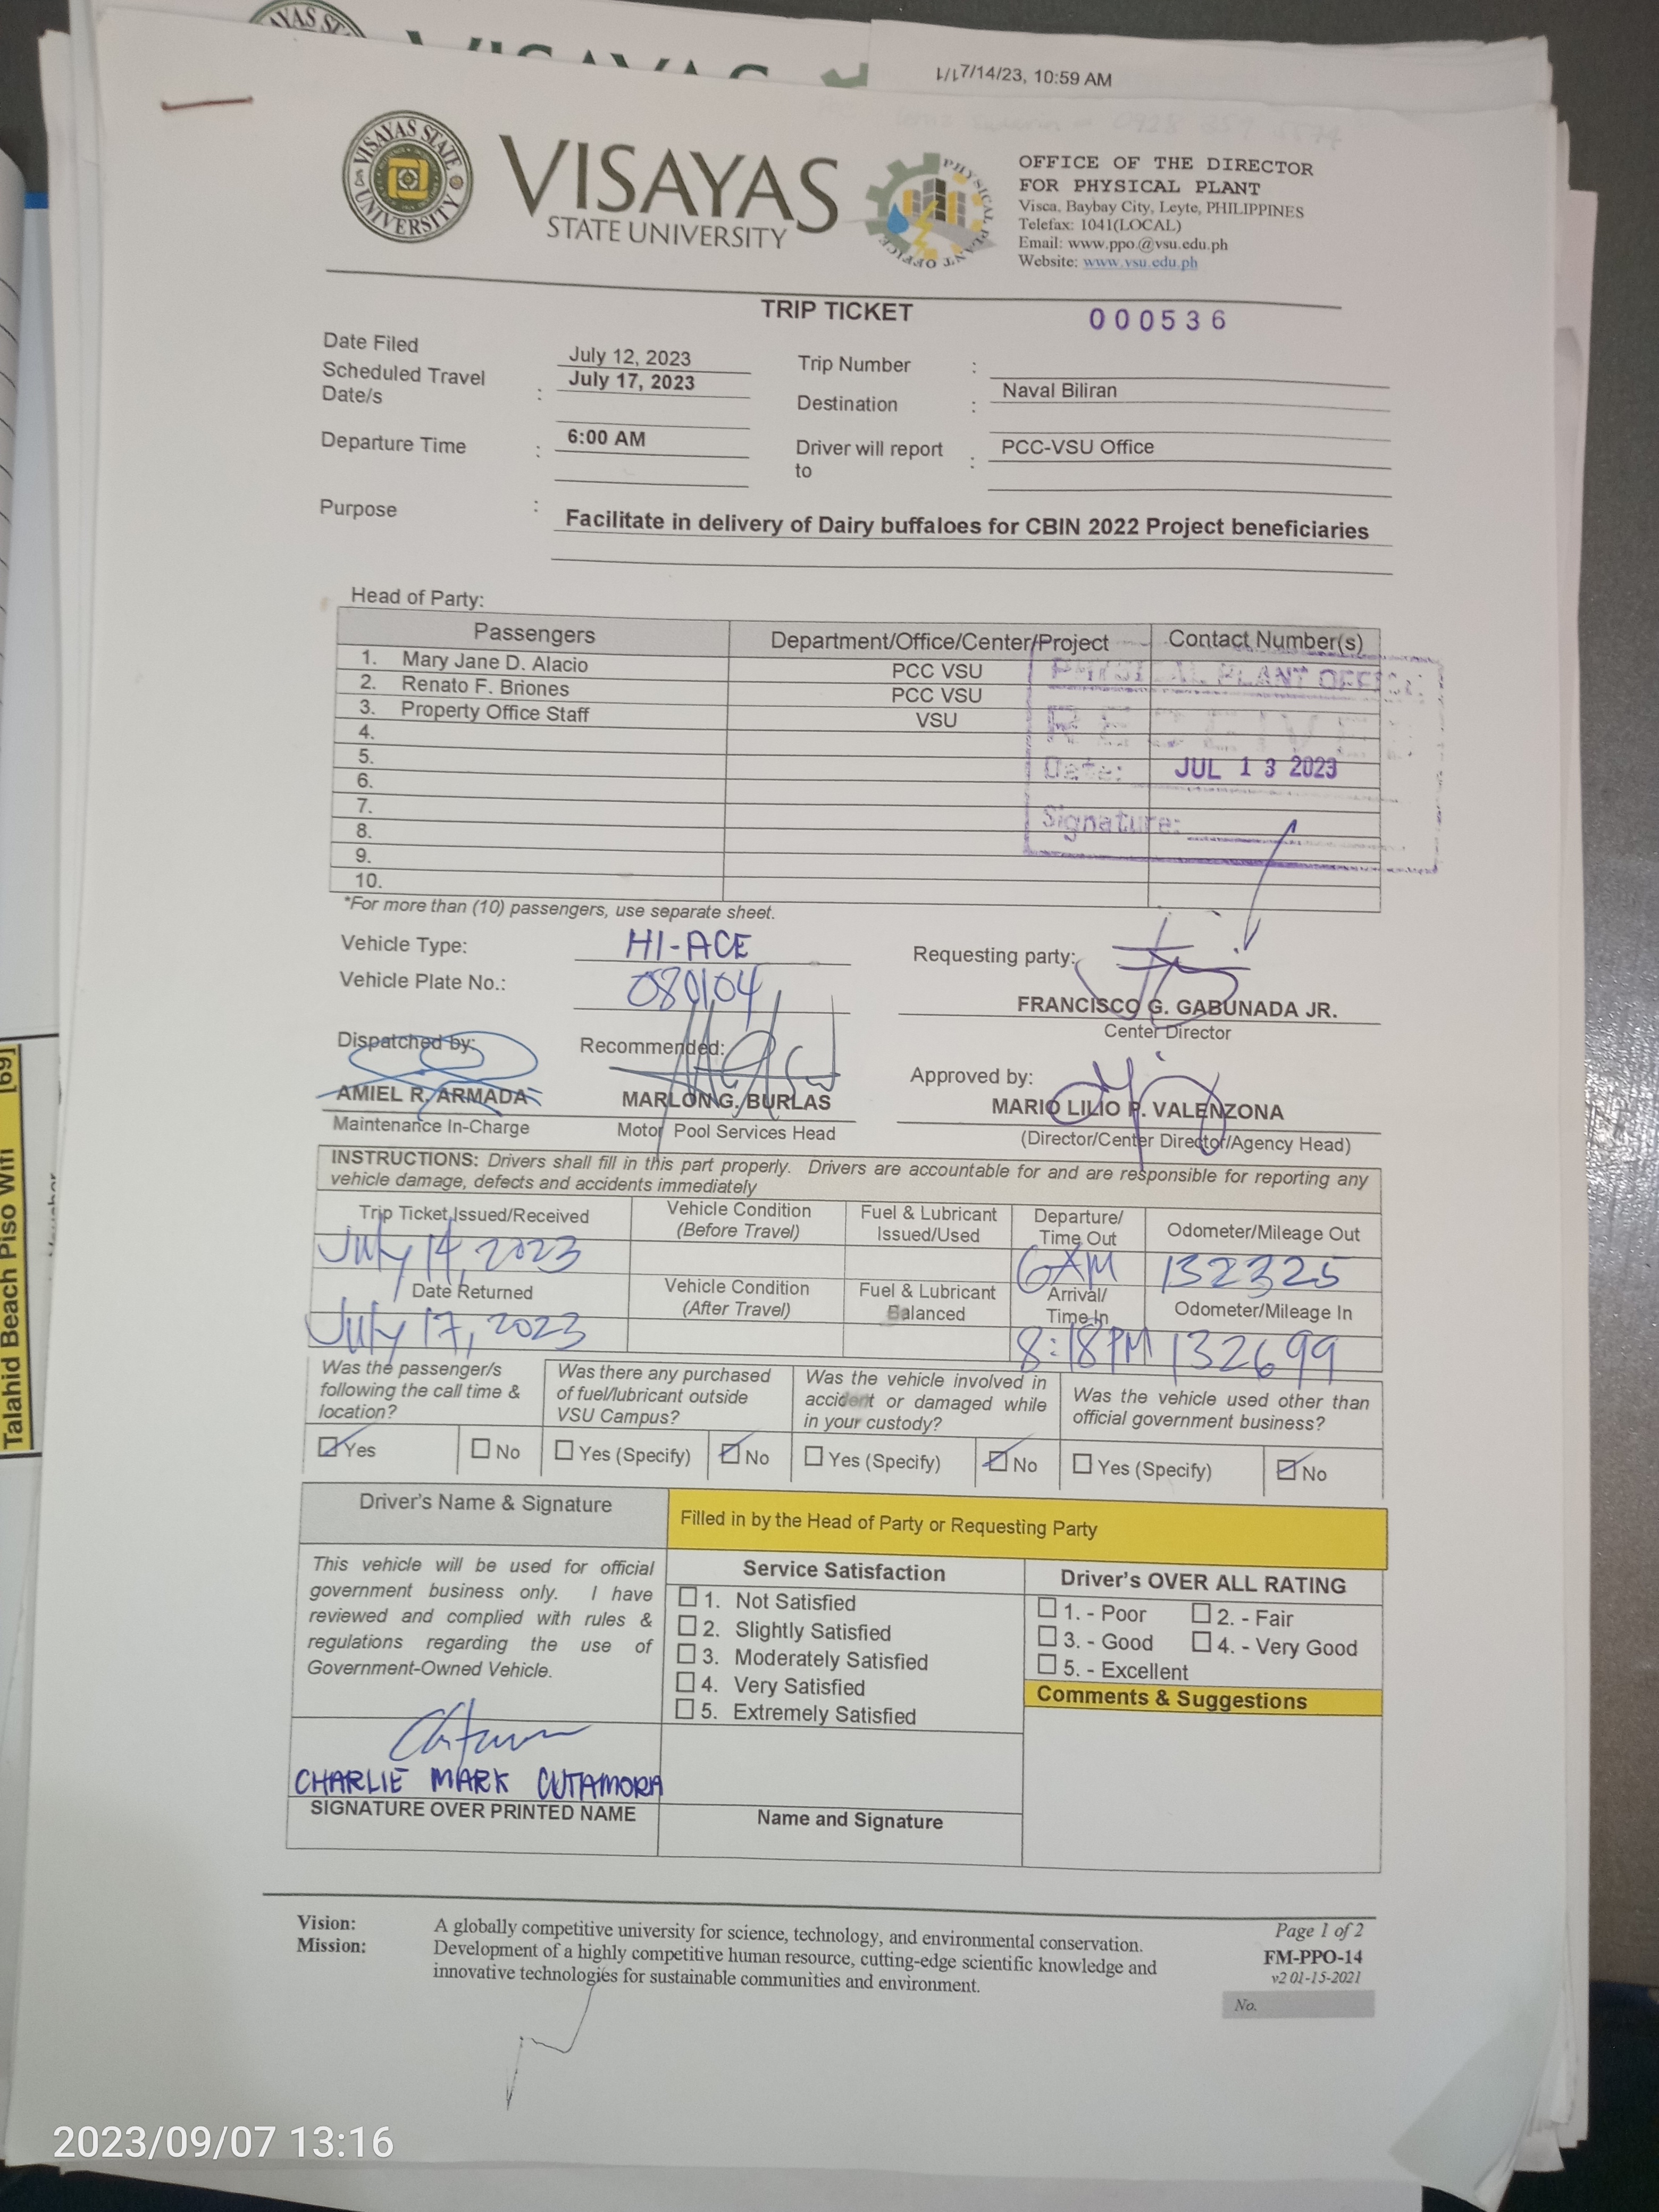 VISAYAS
7/14/23, 10:59 AM
VISAYAS STATE UNIVERSITY
VISAYAS
STATE UNIVERSITY
PHYSICAL PLANT OFFICE
OFFICE OF THE DIRECTOR
FOR PHYSICAL PLANT
Visca, Baybay City, Leyte, PHILIPPINES
Telefax: 1041(LOCAL)
Email: www.ppo.@vsu.edu.ph
Website: www.vsu.edu.ph
TRIP TICKET
000536
Date Filed July 12, 2023 Trip Number :
Scheduled Travel Date/s : July 17, 2023 Destination : Naval Biliran
Departure Time : 6:00 AM Driver will report to : PCC-VSU Office
Purpose : Facilitate in delivery of Dairy buffaloes for CBIN 2022 Project beneficiaries
Head of Party:
Passengers Department/Office/Center/Project Contact Number(s)
1. Mary Jane D. Alacio PCC VSU
2. Renato F. Briones PCC VSU
3. Property Office Staff VSU
4.
5.
6.
7.
8.
9.
10.
PHYSICAL PLANT OFFICE
RECEIVED
Date: JUL 13 2023
Signature:
*For more than (10) passengers, use separate sheet.
Vehicle Type: HI-ACE
Vehicle Plate No.: 080104
Requesting party:
FRANCISCO G. GABUNADA JR.
Center Director
Dispatched by:
AMIEL R. ARMADA
Maintenance In-Charge
Recommended:
MARLON G. BURLAS
Motor Pool Services Head
Approved by:
MARIO LILIO P. VALENZONA
(Director/Center Director/Agency Head)
INSTRUCTIONS: Drivers shall fill in this part properly. Drivers are accountable for and are responsible for reporting any
vehicle damage, defects and accidents immediately
Trip Ticket Issued/Received Vehicle Condition (Before Travel) Fuel & Lubricant Issued/Used Departure/ Time Out Odometer/Mileage Out
July 14, 2023 6AM 132325
Date Returned Vehicle Condition (After Travel) Fuel & Lubricant Balanced Arrival/ Time In Odometer/Mileage In
July 17, 2023 8:18PM 132699
Was the passenger/s following the call time & location?
Was there any purchased of fuel/lubricant outside VSU Campus?
Was the vehicle involved in accident or damaged while in your custody?
Was the vehicle used other than official government business?
Yes No Yes (Specify) No Yes (Specify) No Yes (Specify) No
Driver's Name & Signature
Filled in by the Head of Party or Requesting Party
This vehicle will be used for official
government business only. I have
reviewed and complied with rules &
regulations regarding the use of
Government-Owned Vehicle.
CHARLIE MARK CUTAMORA
SIGNATURE OVER PRINTED NAME
Service Satisfaction
1. Not Satisfied
2. Slightly Satisfied
3. Moderately Satisfied
4. Very Satisfied
5. Extremely Satisfied
Name and Signature
Driver's OVER ALL RATING
1. - Poor 2. - Fair
3. - Good 4. - Very Good
5. - Excellent
Comments & Suggestions
Vision: A globally competitive university for science, technology, and environmental conservation.
Mission: Development of a highly competitive human resource, cutting-edge scientific knowledge and
innovative technologies for sustainable communities and environment.
Page 1 of 2
FM-PPO-14
v2 01-15-2021
No.
Talahid Beach Piso Wifi [69]
2023/09/07 13:16